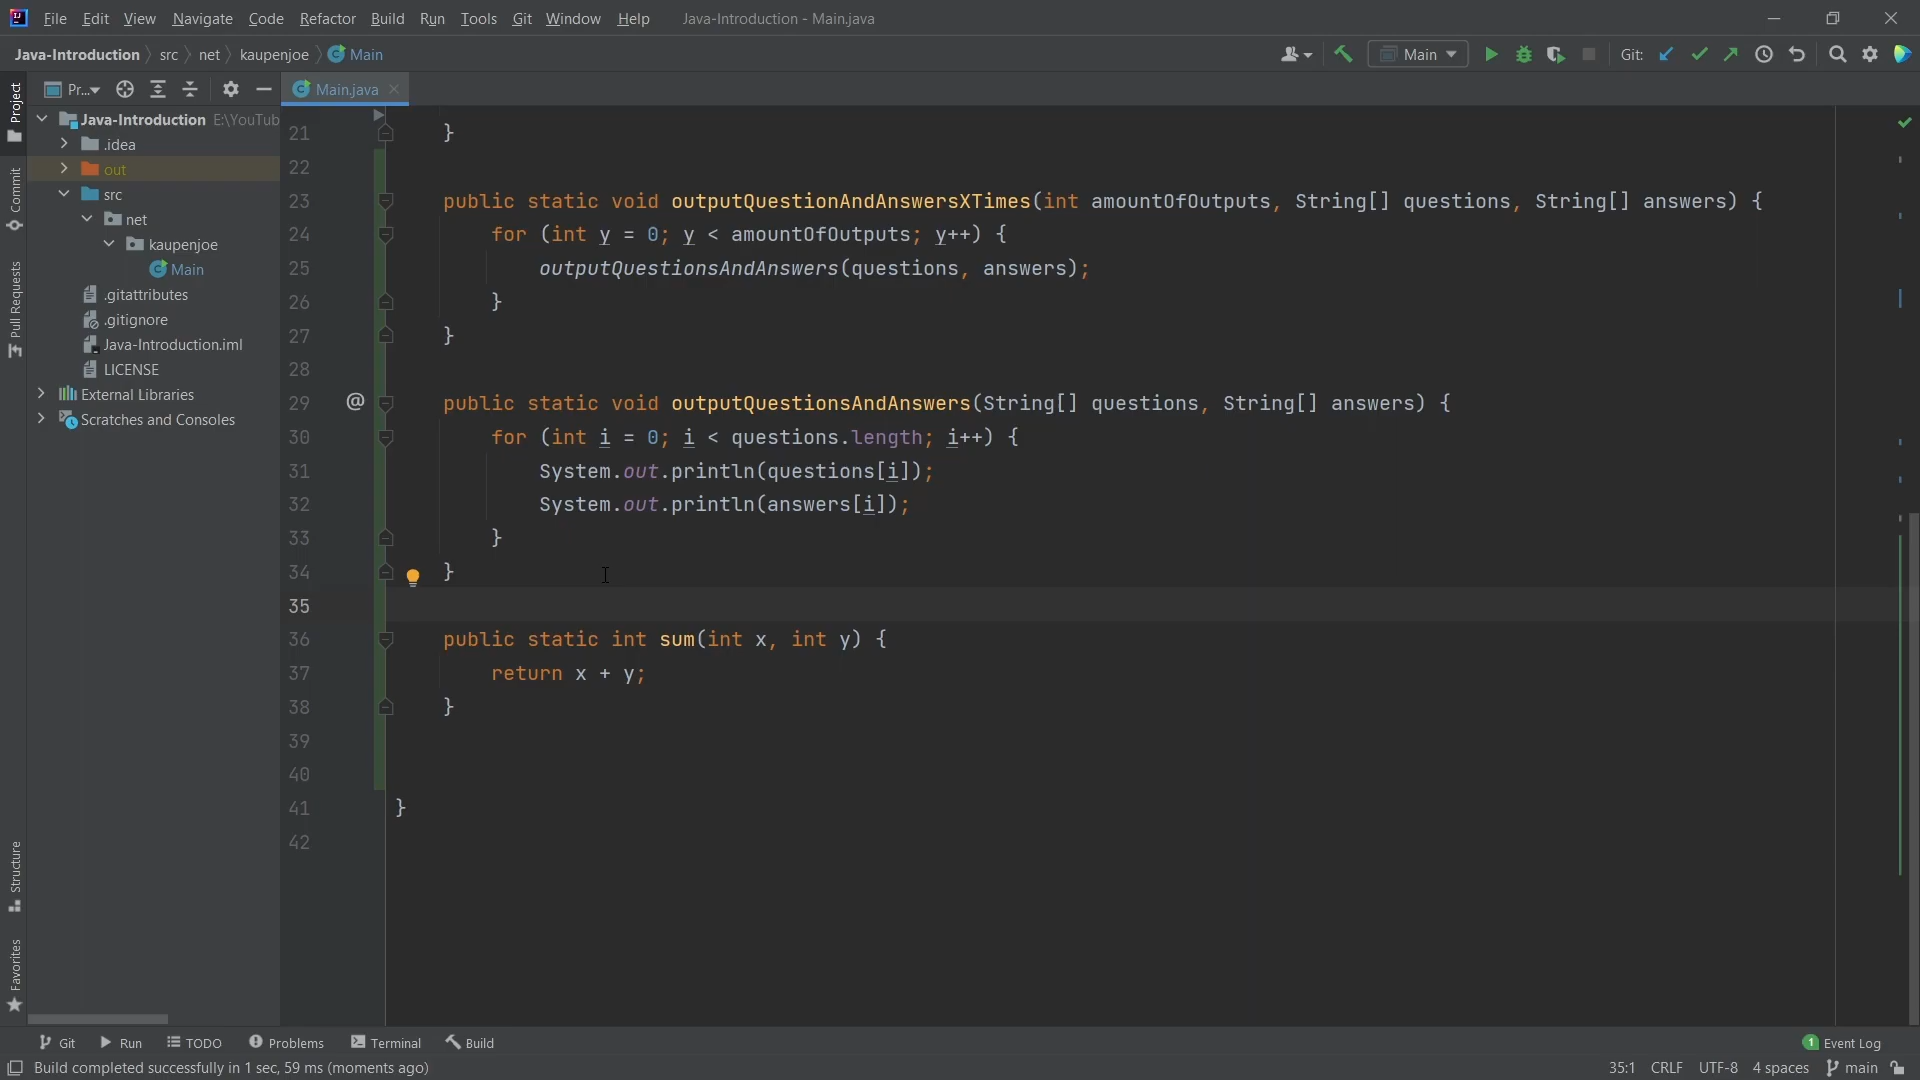 File Edit View Navigate Code Refactor Build Run Tools Git Window Help Java-Introduction - Main.java
Java-Introduction src net kaupenjoe Main
Main Git:
Pr... Main.java
Project
Commit
Pull Requests
Structure
Favorites
Java-Introduction E:\YouTub
.idea
out
src
net
kaupenjoe
Main
.gitattributes
.gitignore
Java-Introduction.iml
LICENSE
External Libraries
Scratches and Consoles
21 }
22
23 public static void outputQuestionAndAnswersXTimes(int amountOfOutputs, String[] questions, String[] answers) {
24 for (int y = 0; y < amountOfOutputs; y++) {
25 outputQuestionsAndAnswers(questions, answers);
26 }
27 }
28
29 @ public static void outputQuestionsAndAnswers(String[] questions, String[] answers) {
30 for (int i = 0; i < questions.length; i++) {
31 System.out.println(questions[i]);
32 System.out.println(answers[i]);
33 }
34 }
35
36 public static int sum(int x, int y) {
37 return x + y;
38 }
39
40
41 }
42
Git Run TODO Problems Terminal Build 1 Event Log
Build completed successfully in 1 sec, 59 ms (moments ago) 35:1 CRLF UTF-8 4 spaces main